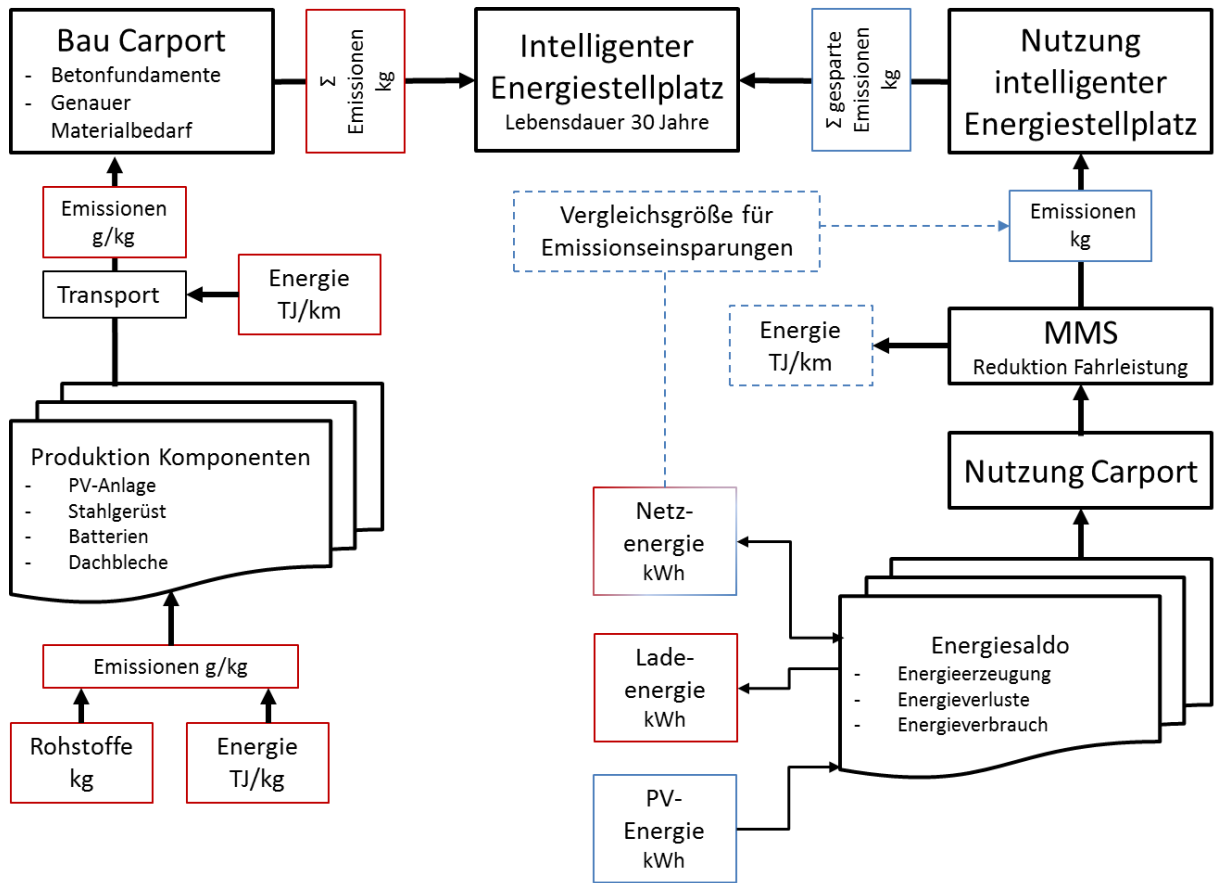 Bau Carport
- Betonfundamente
- Genauer
Materialbedarf
Σ
Emissionen
kg
Intelligenter
Energiestellplatz
Lebensdauer 30 Jahre
Σ gesparte
Emissionen
kg
Nutzung
intelligenter
Energiestellplatz
Emissionen
g/kg
Transport
Energie
TJ/km
Produktion Komponenten
- PV-Anlage
- Stahlgerüst
- Batterien
- Dachbleche
Emissionen g/kg
Rohstoffe
kg
Energie
TJ/kg
Vergleichsgröße für
Emissionseinsparungen
Emissionen
kg
Energie
TJ/km
MMS
Reduktion Fahrleistung
Nutzung Carport
Netz-
energie
kWh
Lade-
energie
kWh
PV-
Energie
kWh
Energiesaldo
- Energieerzeugung
- Energieverluste
- Energieverbrauch